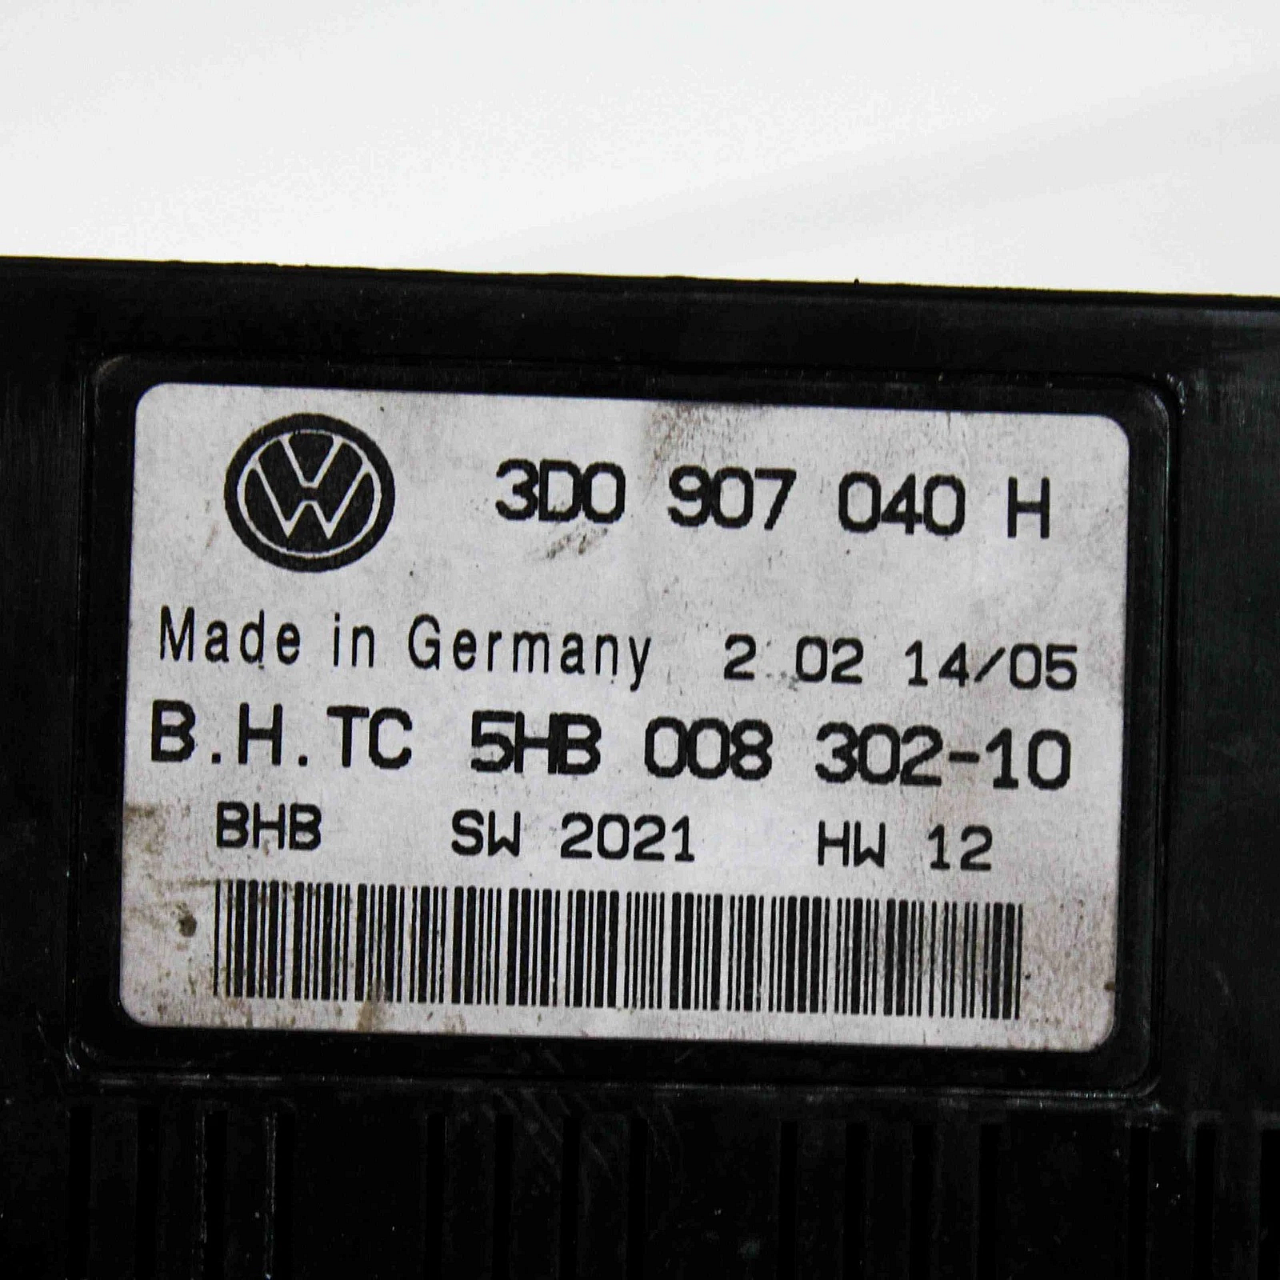 3D0 907 040 H
Made in Germany 2 02 14/05
B.H.TC 5HB 008 302-10
BHB SW 2021 HW 12